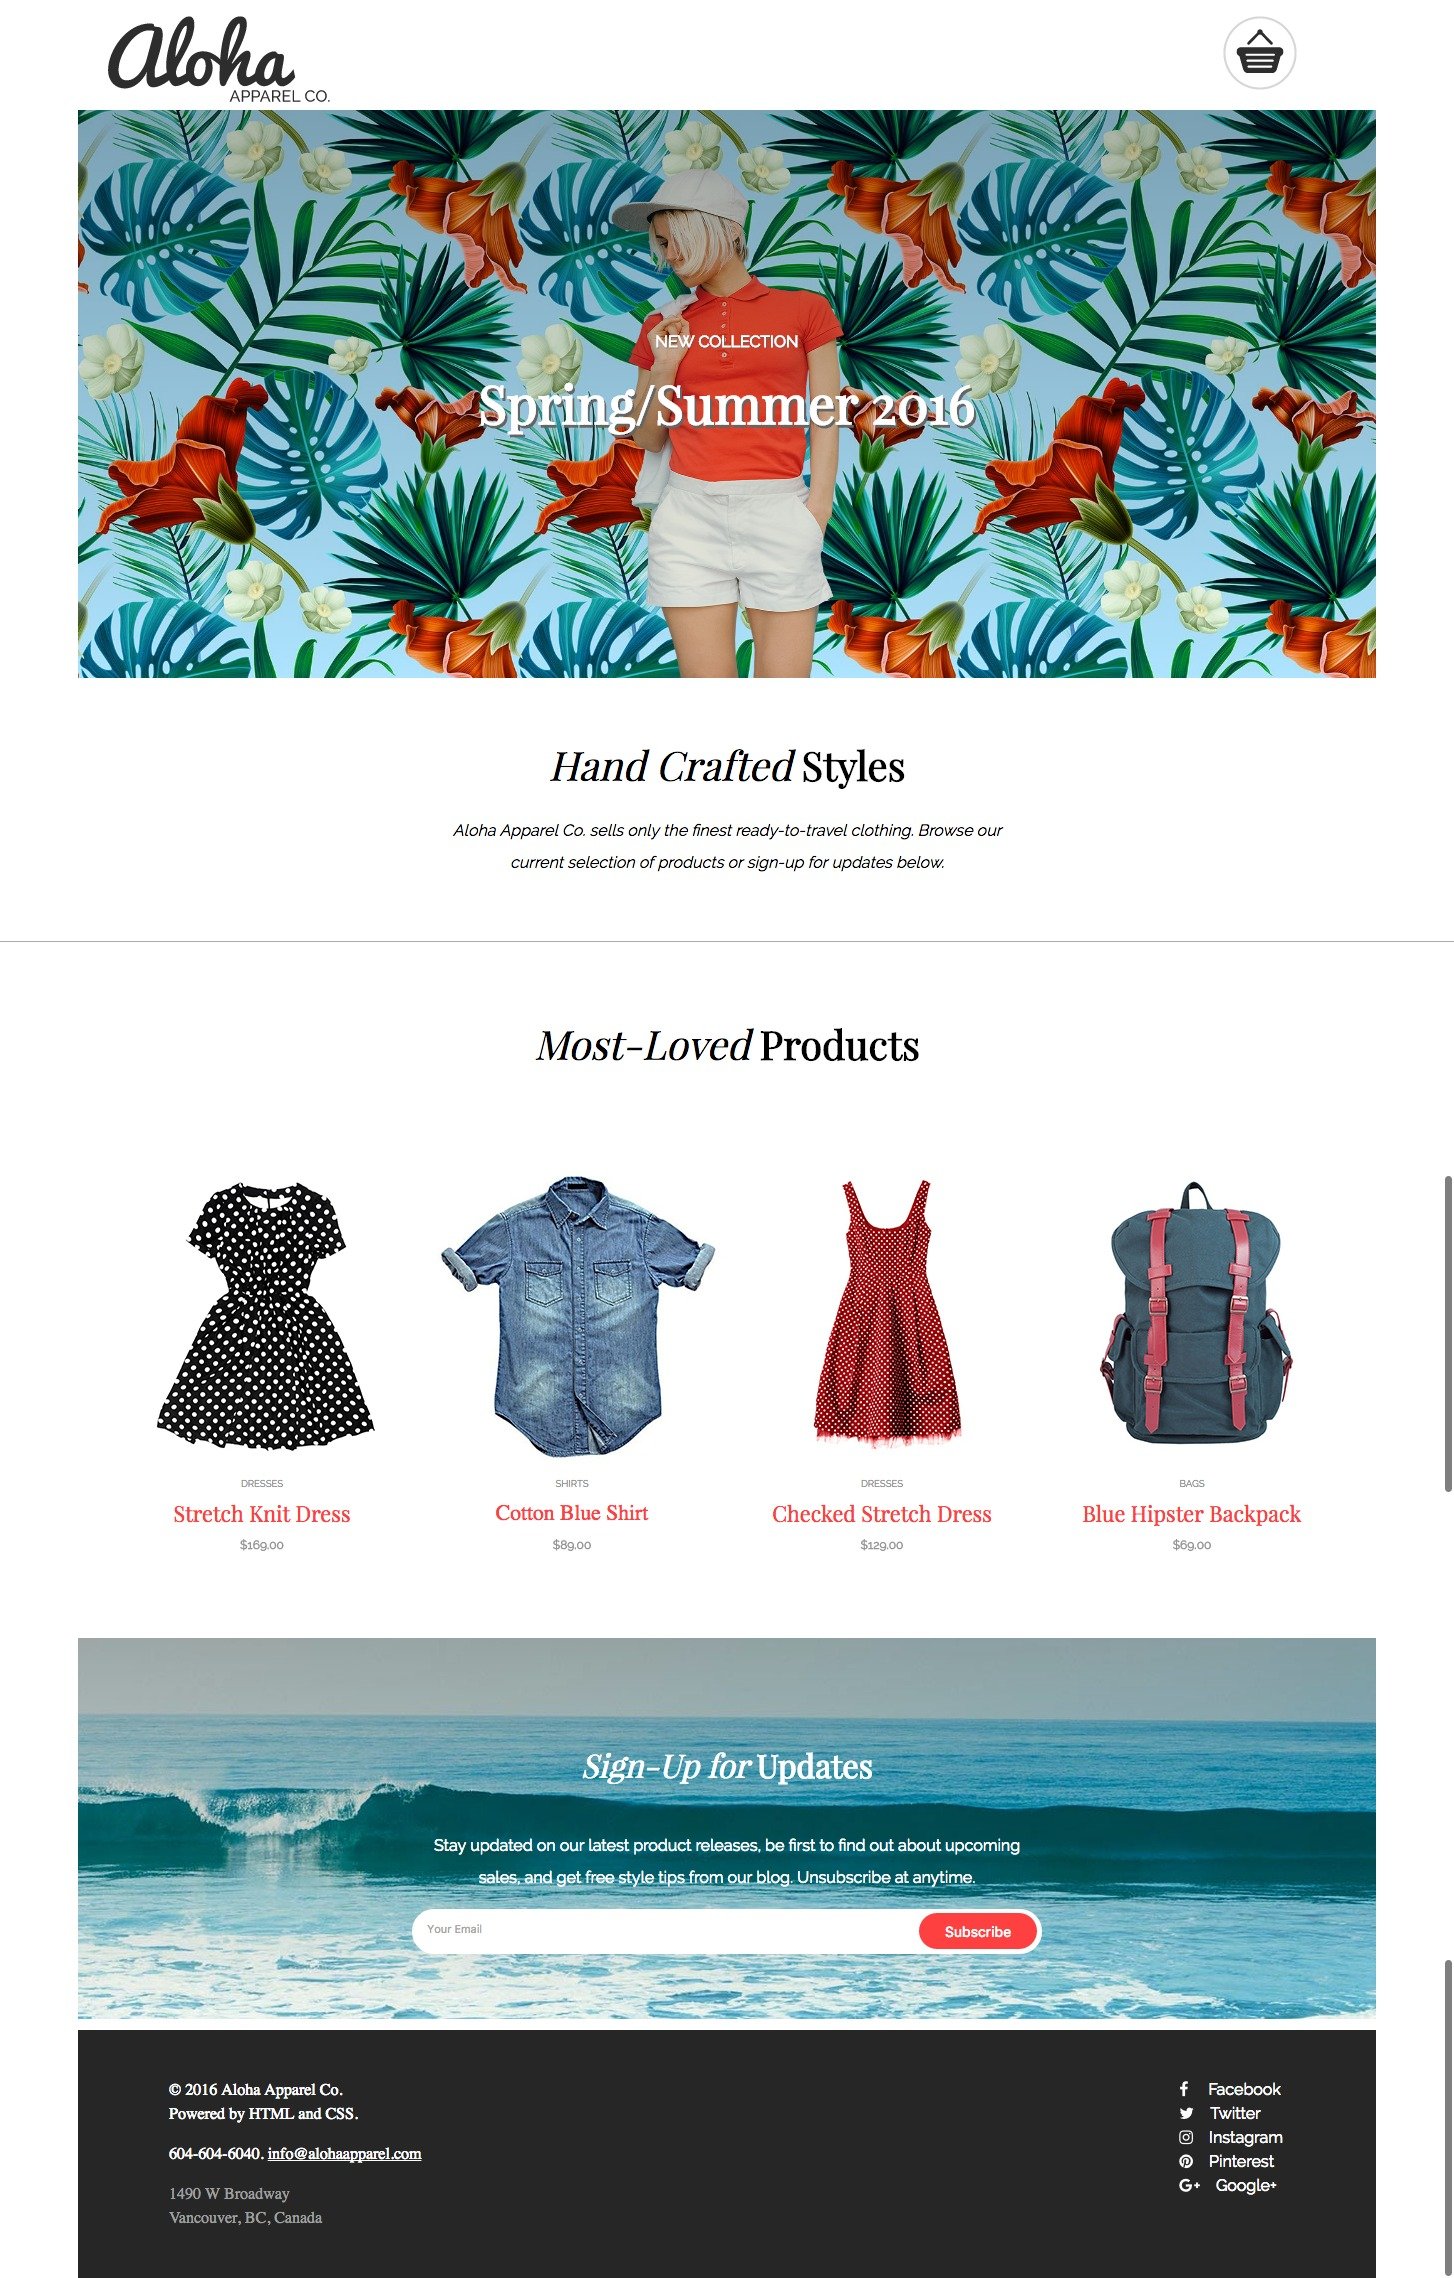 Aloha
APPAREL CO.
NEW COLLECTION
Spring/Summer 2016
Hand Crafted Styles
Aloha Apparel Co. sells only the finest ready-to-travel clothing. Browse our
current selection of products or sign-up for updates below.
Most-Loved Products
DRESSES
Stretch Knit Dress
$169.00
SHIRTS
Cotton Blue Shirt
$89.00
DRESSES
Checked Stretch Dress
$129.00
BAGS
Blue Hipster Backpack
$69.00
Sign-Up for Updates
Stay updated on our latest product releases, be first to find out about upcoming
sales, and get free style tips from our blog. Unsubscribe at anytime.
Your Email
Subscribe
© 2016 Aloha Apparel Co.
Powered by HTML and CSS.
604-604-6040. info@alohaapparel.com
1490 W Broadway
Vancouver, BC, Canada
Facebook
Twitter
Instagram
Pinterest
Google+